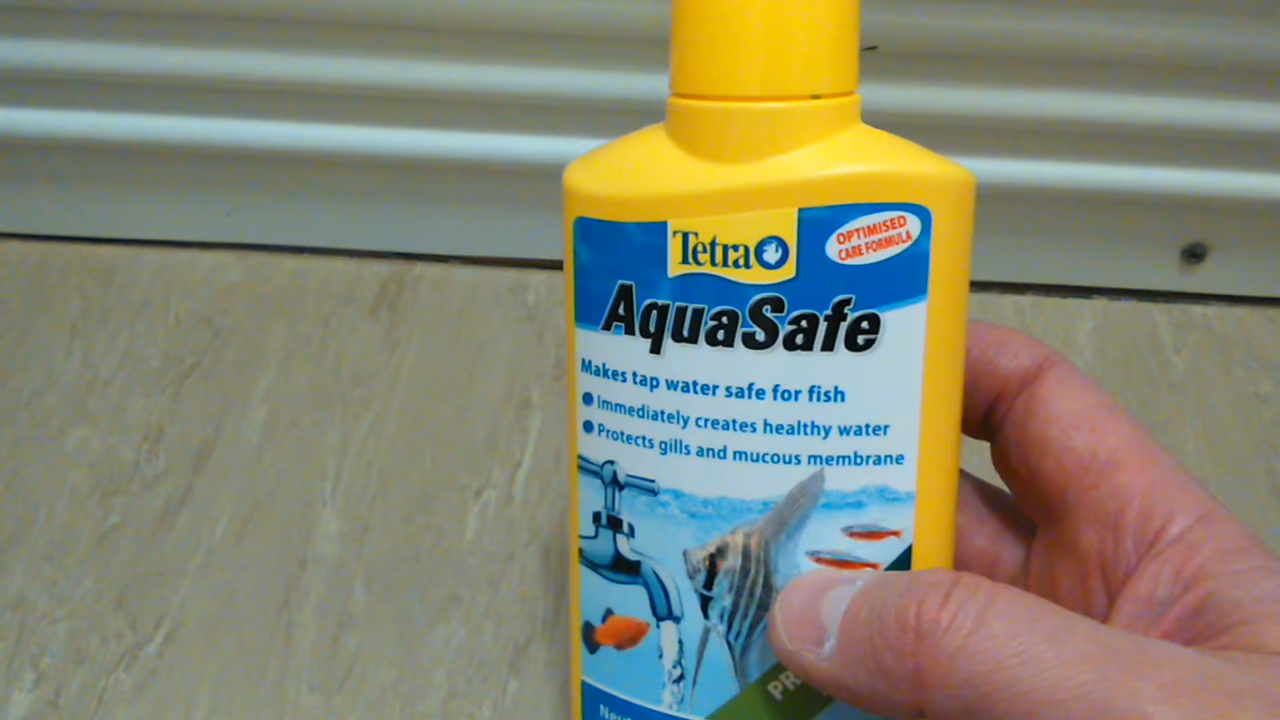 Tetra
OPTIMISED
CARE FORMULA
AquaSafe
Makes tap water safe for fish
Immediately creates healthy water
Protects gills and mucous membrane